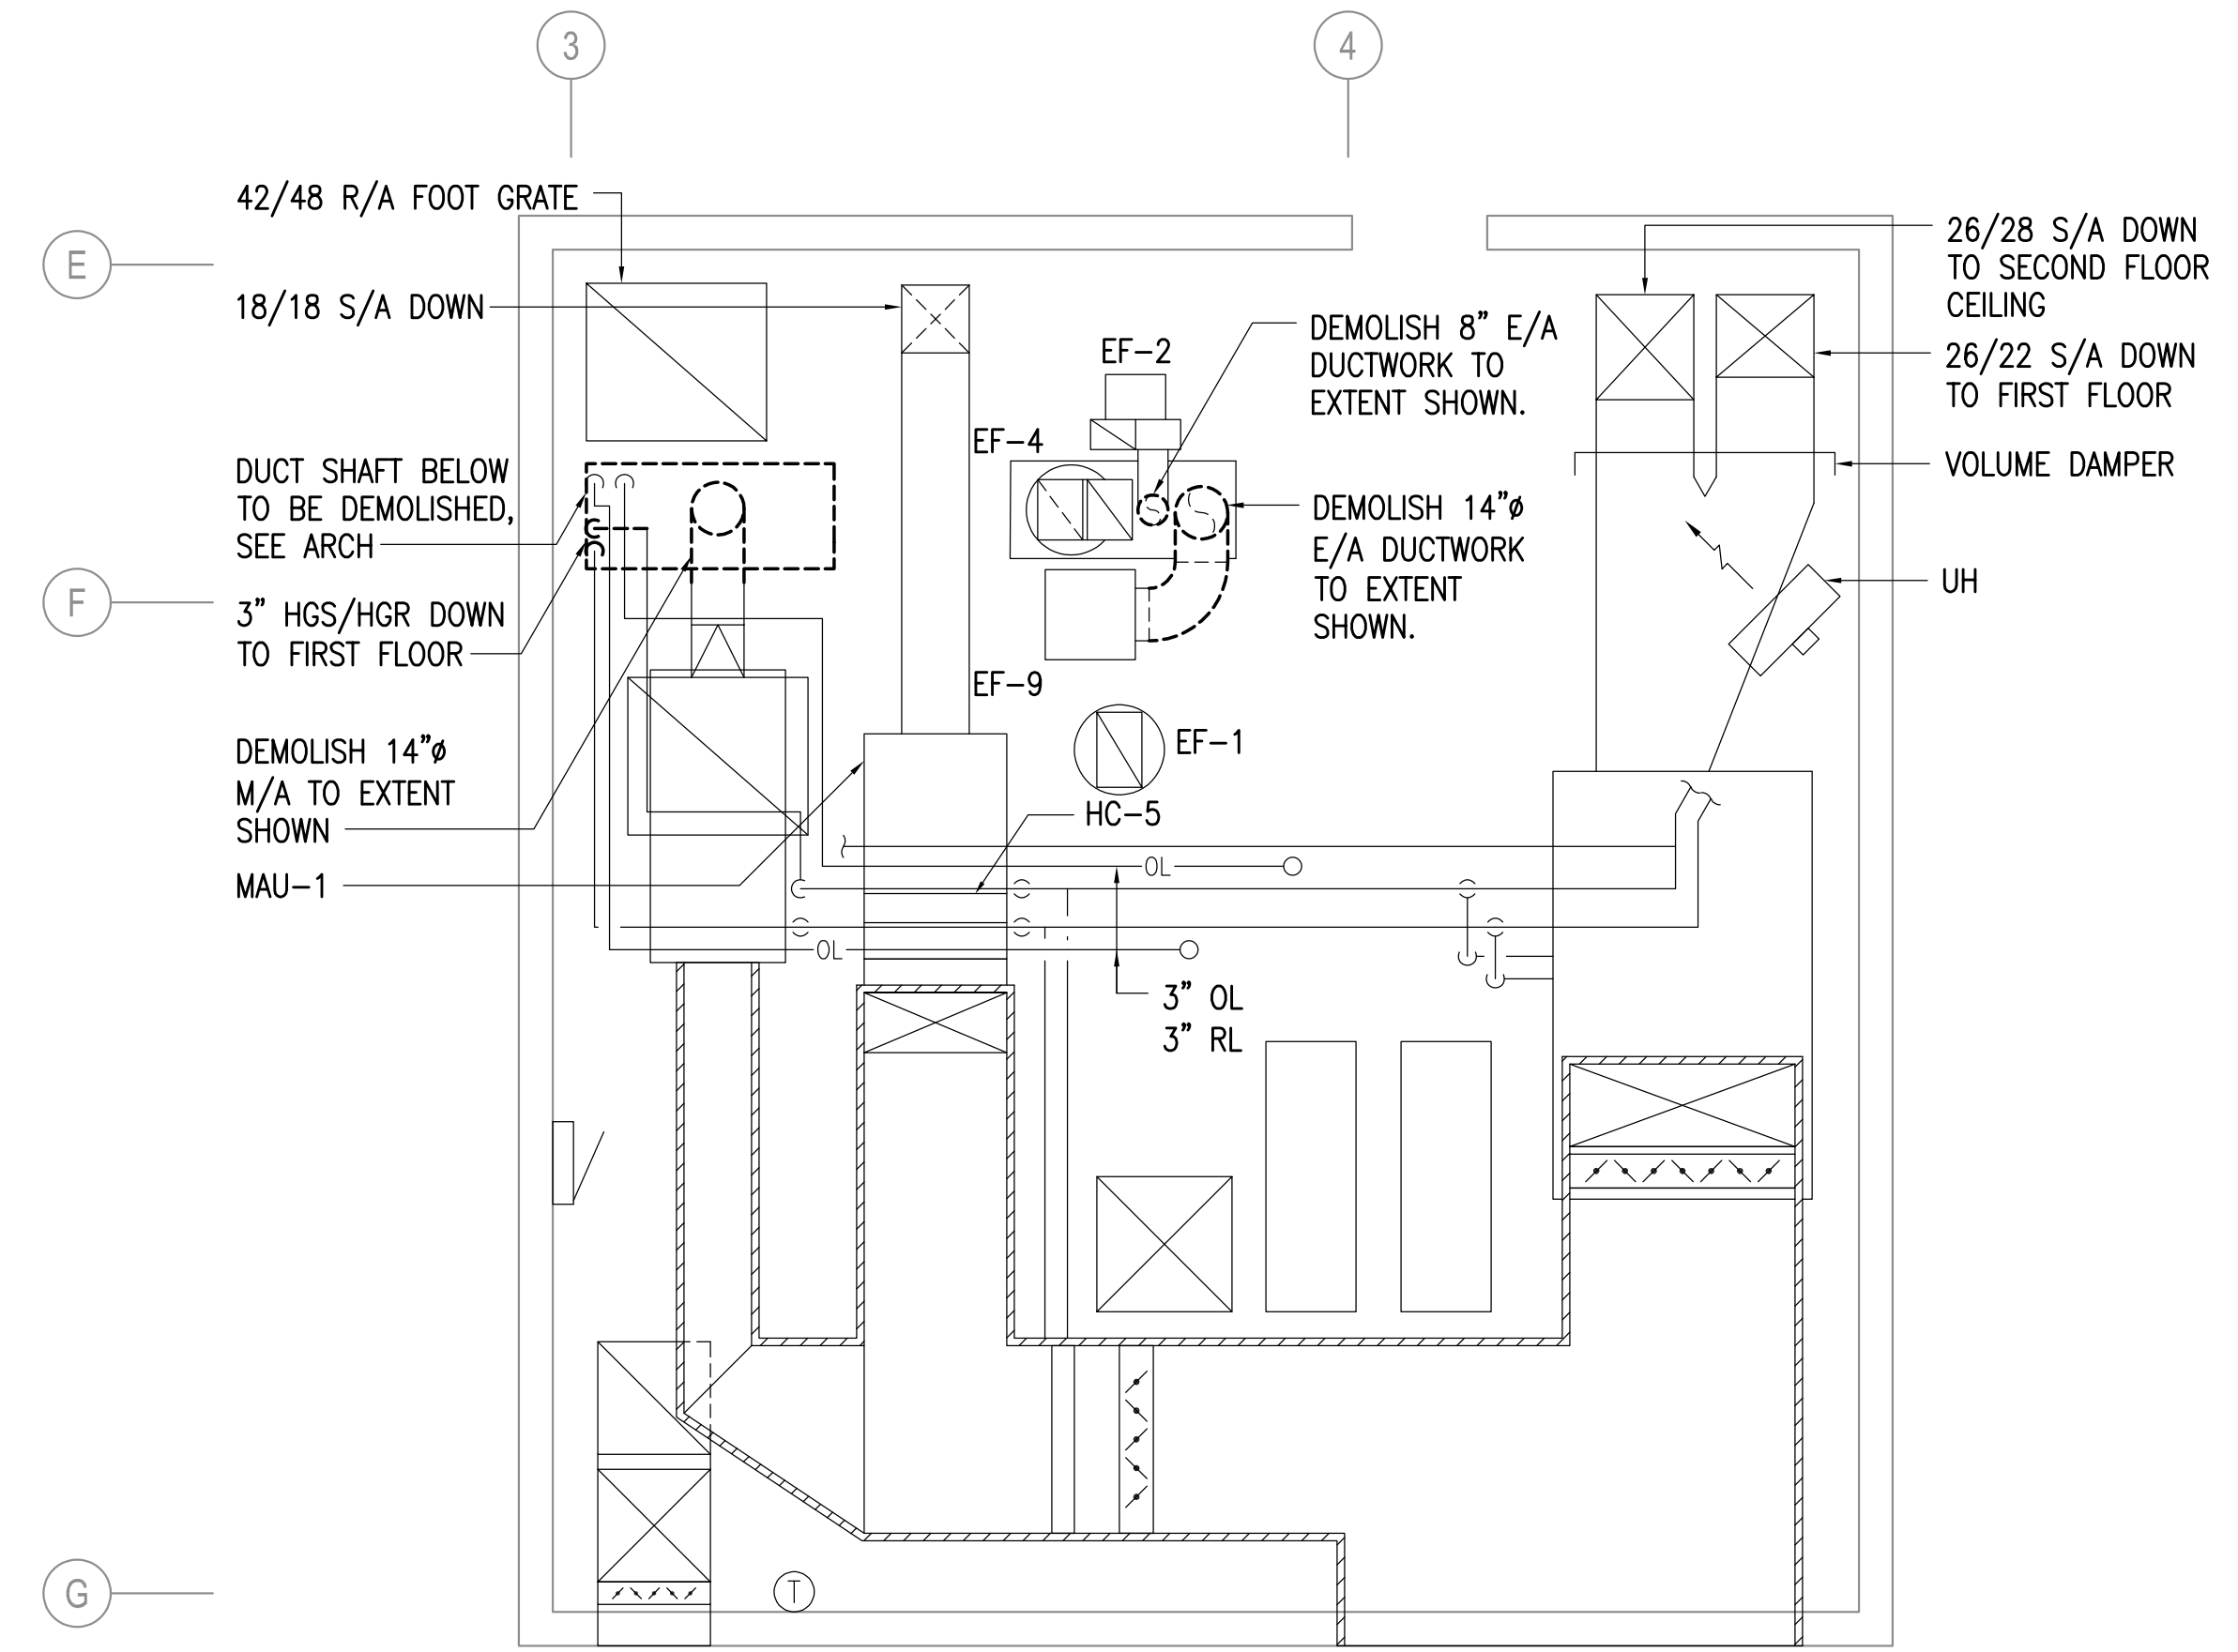 3
4
E
F
G
42/48 R/A FOOT GRATE
18/18 S/A DOWN
DUCT SHAFT BELOW
TO BE DEMOLISHED,
SEE ARCH
3" HGS/HGR DOWN
TO FIRST FLOOR
DEMOLISH 14"ø
M/A TO EXTENT
SHOWN
MAU-1
EF-2
EF-4
EF-9
EF-1
HC-5
DEMOLISH 8" E/A
DUCTWORK TO
EXTENT SHOWN.
DEMOLISH 14"ø
E/A DUCTWORK
TO EXTENT
SHOWN.
26/28 S/A DOWN
TO SECOND FLOOR
CEILING
26/22 S/A DOWN
TO FIRST FLOOR
VOLUME DAMPER
UH
OL
OL
3" OL
3" RL
T